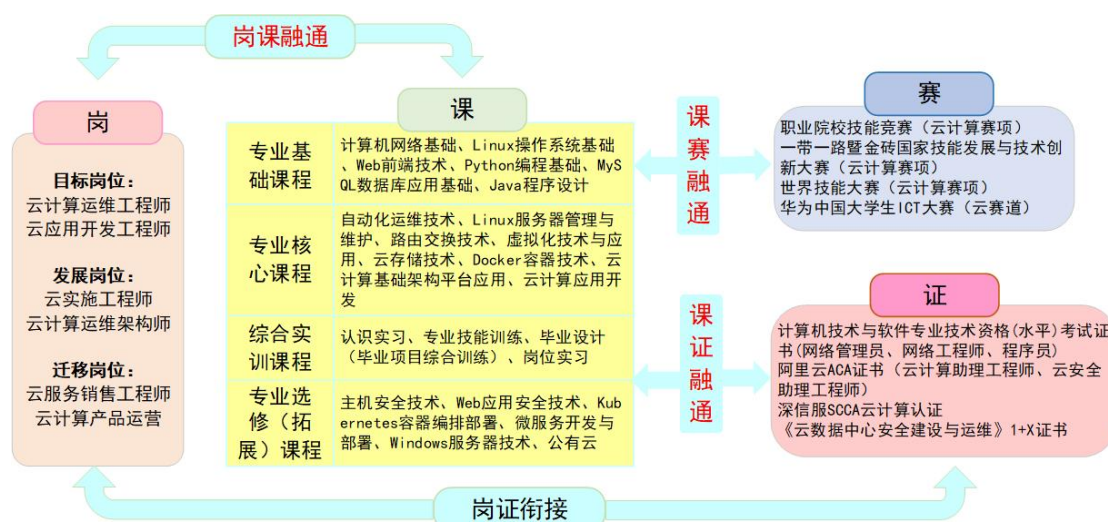 岗课融通
岗
目标岗位：
云计算运维工程师
云应用开发工程师
发展岗位：
云实施工程师
云计算运维架构师
迁移岗位：
云服务销售工程师
云计算产品运营
课
专业基
础课程
计算机网络基础、Linux操作系统基础
、Web前端技术、Python编程基础、MyS
QL数据库应用基础、Java程序设计
专业核
心课程
自动化运维技术、Linux服务器管理与
维护、路由交换技术、虚拟化技术与应
用、云存储技术、Docker容器技术、云
计算基础架构平台应用、云计算应用开
发
综合实
训课程
认识实习、专业技能训练、毕业设计
（毕业项目综合训练）、岗位实习
专业选
修（拓
展）课程
主机安全技术、Web应用安全技术、Kub
ernetes容器编排部署、微服务开发与
部署、Windows服务器技术、公有云
课赛融通
课证融通
赛
职业院校技能竞赛（云计算赛项）
一带一路暨金砖国家技能发展与技术创
新大赛（云计算赛项）
世界技能大赛（云计算赛项）
华为中国大学生ICT大赛（云赛道）
证
计算机技术与软件专业技术资格(水平)考试证
书(网络管理员、网络工程师、程序员)
阿里云ACA证书（云计算助理工程师、云安全
助理工程师）
深信服SCCA云计算认证
《云数据中心安全建设与运维》1+X证书
岗证衔接